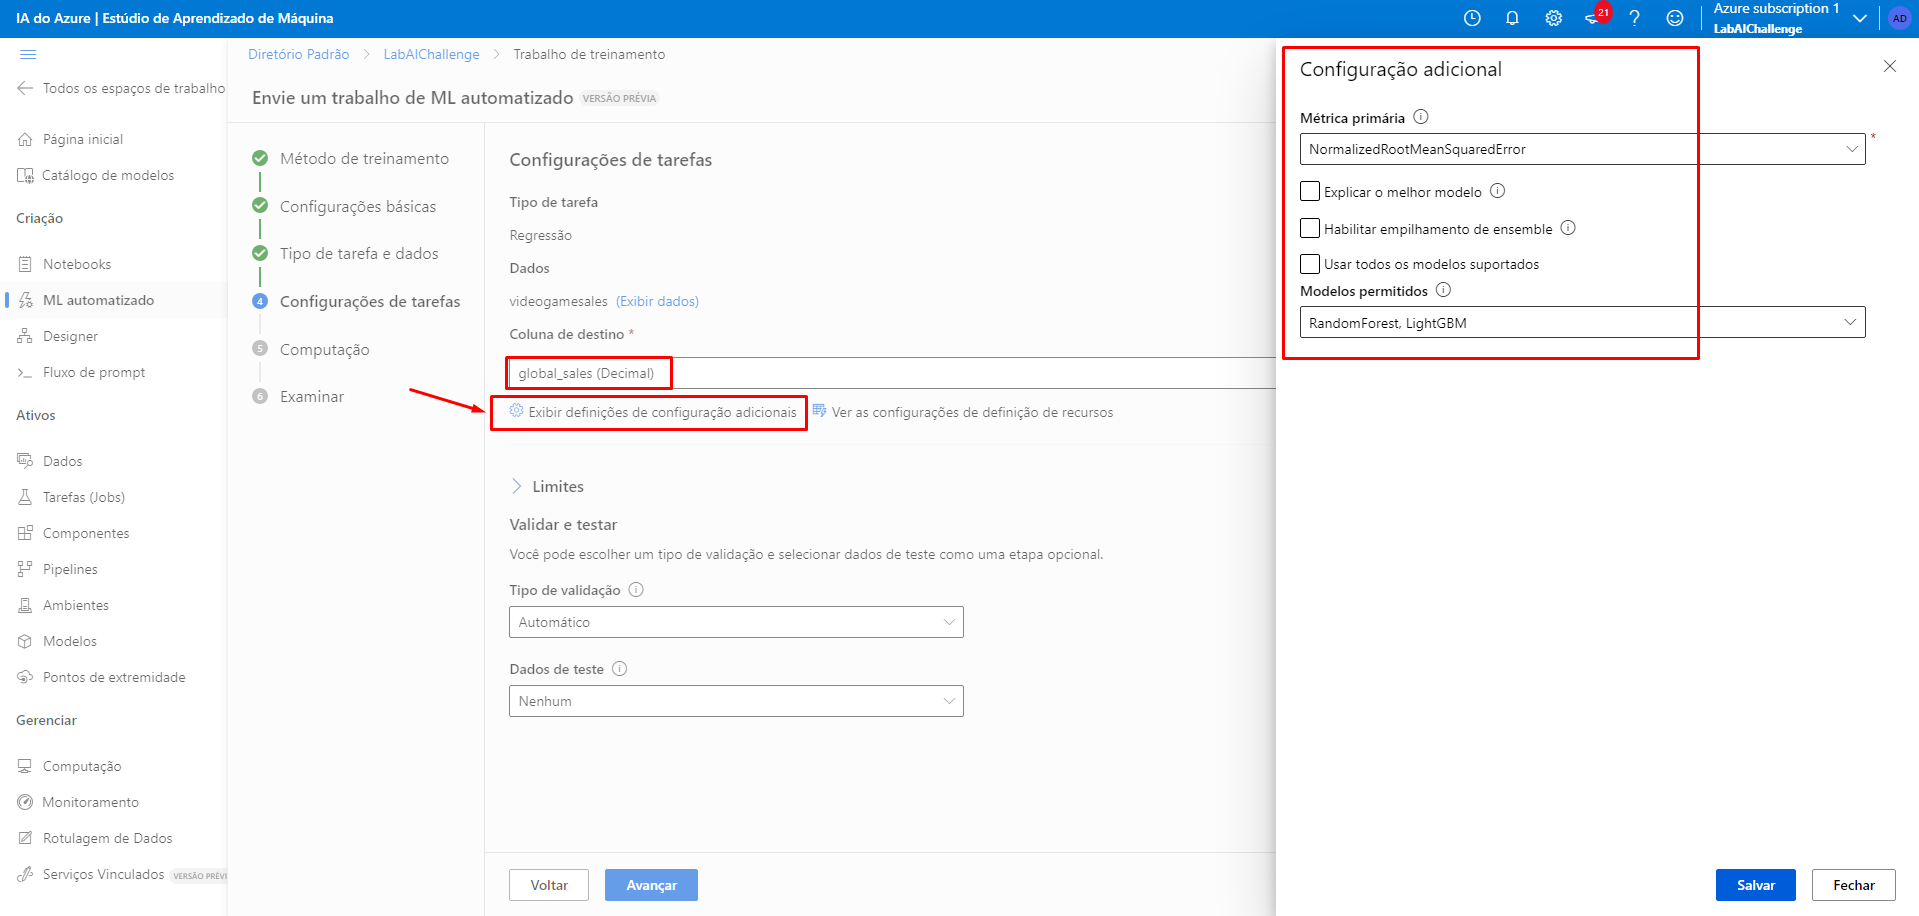 IA do Azure | Estúdio de Aprendizado de Máquina
21
Azure subscription 1
LabAIChallenge
AD
Todos os espaços de trabalho
Página inicial
Catálogo de modelos
Criação
Notebooks
ML automatizado
Designer
Fluxo de prompt
Ativos
Dados
Tarefas (Jobs)
Componentes
Pipelines
Ambientes
Modelos
Pontos de extremidade
Gerenciar
Computação
Monitoramento
Rotulagem de Dados
Serviços Vinculados VERSÃO PRÉVI
Diretório Padrão > LabAIChallenge > Trabalho de treinamento
Envie um trabalho de ML automatizado VERSÃO PRÉVIA
Método de treinamento
Configurações básicas
Tipo de tarefa e dados
4 Configurações de tarefas
5 Computação
6 Examinar
Configurações de tarefas
Tipo de tarefa
Regressão
Dados
videogamesales (Exibir dados)
Coluna de destino *
global_sales (Decimal)
Exibir definições de configuração adicionais Ver as configurações de definição de recursos
Limites
Validar e testar
Você pode escolher um tipo de validação e selecionar dados de teste como uma etapa opcional.
Tipo de validação
Automático
Dados de teste
Nenhum
Voltar Avançar
Configuração adicional
Métrica primária
NormalizedRootMeanSquaredError *
Explicar o melhor modelo
Habilitar empilhamento de ensemble
Usar todos os modelos suportados
Modelos permitidos
RandomForest, LightGBM
Salvar Fechar